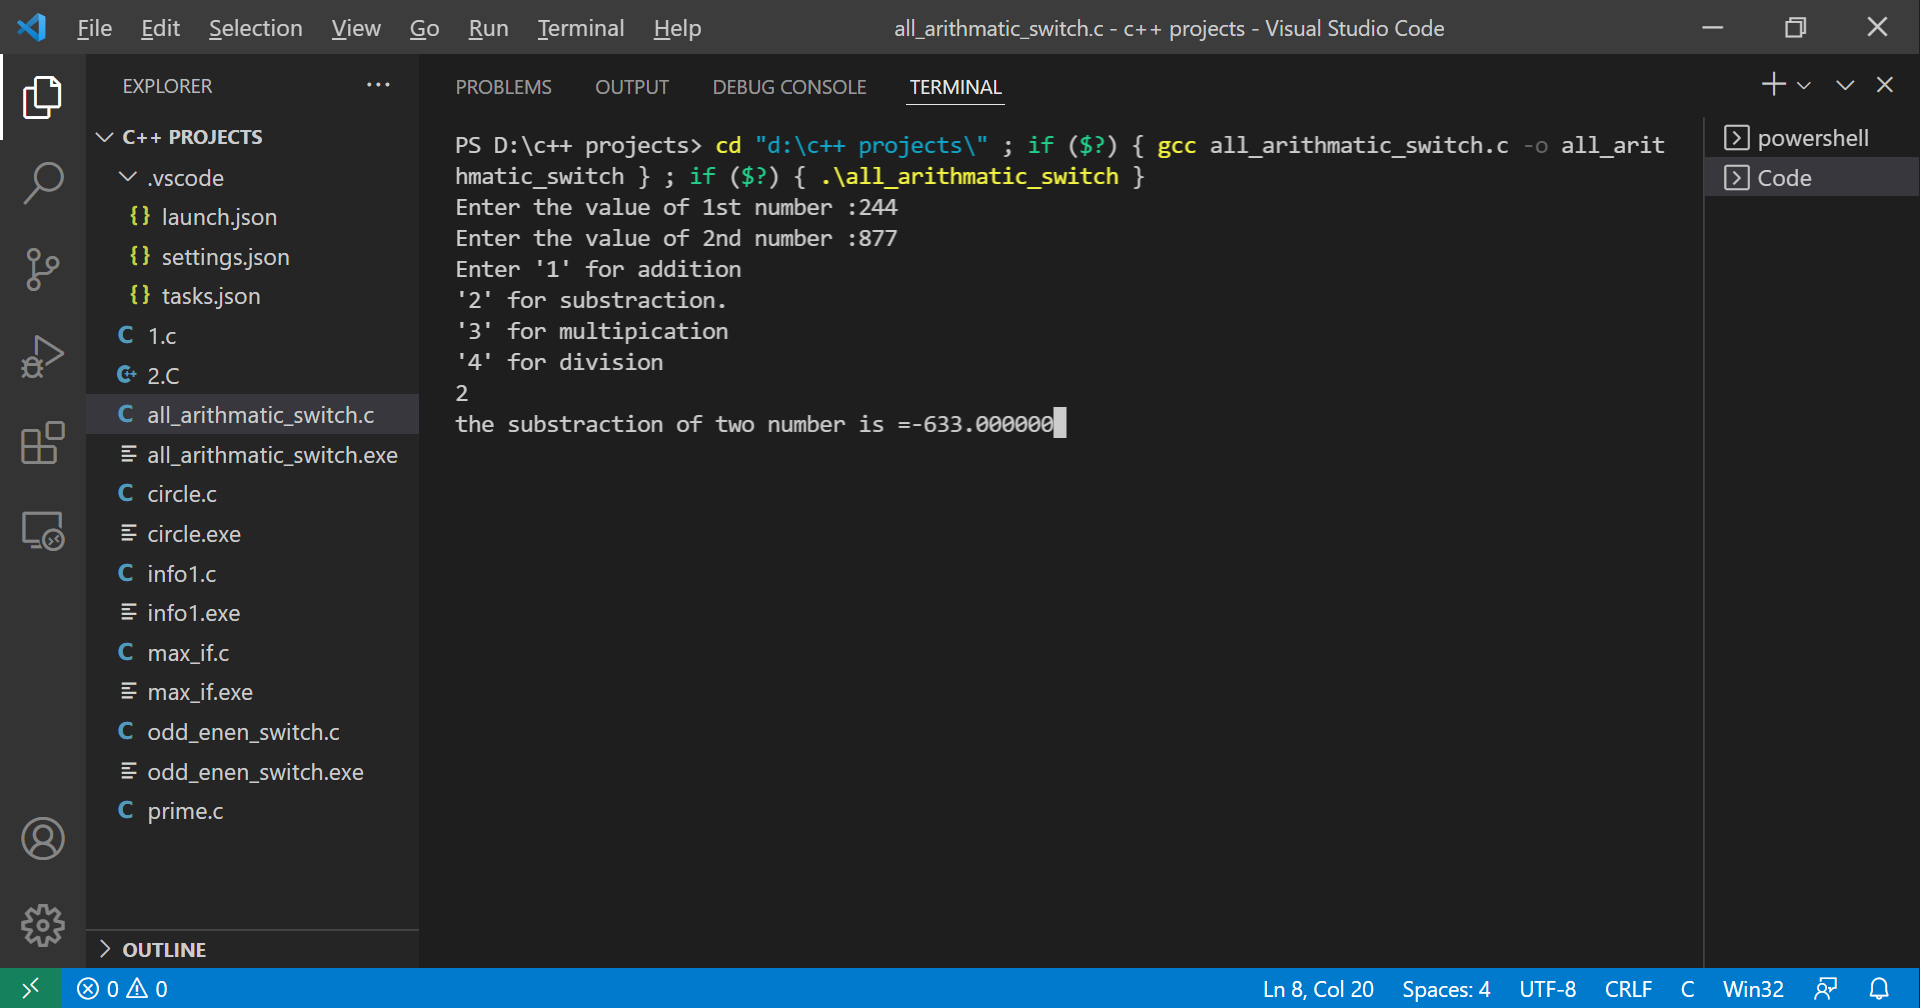 File Edit Selection View Go Run Terminal Help all_arithmatic_switch.c - c++ projects - Visual Studio Code
EXPLORER
C++ PROJECTS
.vscode
{} launch.json
{} settings.json
{} tasks.json
C 1.c
C++ 2.C
C all_arithmatic_switch.c
all_arithmatic_switch.exe
C circle.c
circle.exe
C info1.c
info1.exe
C max_if.c
max_if.exe
C odd_enen_switch.c
odd_enen_switch.exe
C prime.c
OUTLINE
PROBLEMS OUTPUT DEBUG CONSOLE TERMINAL
PS D:\c++ projects> cd "d:\c++ projects\" ; if ($?) { gcc all_arithmatic_switch.c -o all_arit
hmatic_switch } ; if ($?) { .\all_arithmatic_switch }
Enter the value of 1st number :244
Enter the value of 2nd number :877
Enter '1' for addition
'2' for substraction.
'3' for multipication
'4' for division
2
the substraction of two number is =-633.000000
powershell
Code
0 0 Ln 8, Col 20 Spaces: 4 UTF-8 CRLF C Win32